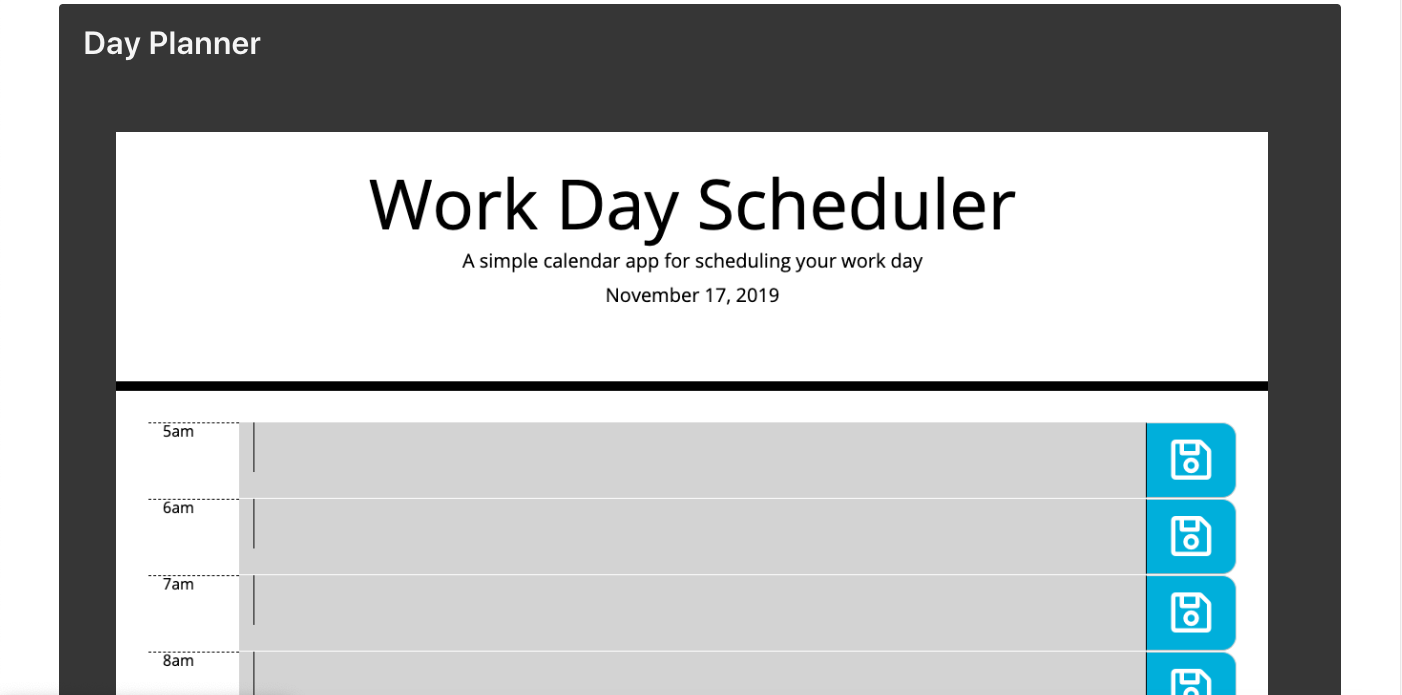 Day Planner
Work Day Scheduler
A simple calendar app for scheduling your work day
November 17, 2019
5am
6am
7am
8am